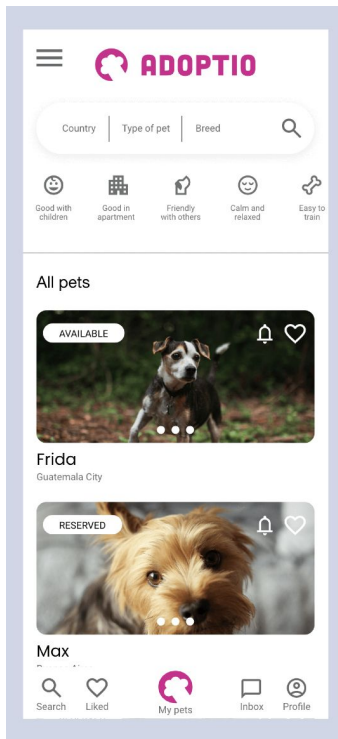 ADOPTIO
Country Type of pet Breed
Good with
children
Good in
apartment
Friendly
with others
Calm and
relaxed
Easy to
train
All pets
AVAILABLE
Frida
Guatemala City
RESERVED
Max
Search Liked My pets Inbox Profile